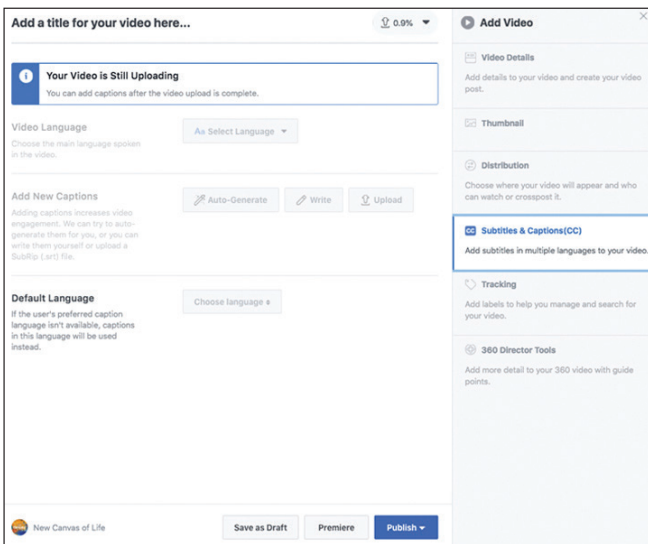 Add a title for your video here...
0.9%
Your Video is Still Uploading
You can add captions after the video upload is complete.
Video Language
Choose the main language spoken
in the video.
Aa Select Language
Add New Captions
Adding captions increases video
engagement. We can try to auto-
generate them for you, or you can
write them yourself or upload a
SubRip (.srt) file.
Auto-Generate
Write
Upload
Default Language
If the user's preferred caption
language isn't available, captions
in this language will be used
instead.
Choose language
New Canvas of Life
Save as Draft
Premiere
Publish
Add Video
Video Details
Add details to your video and create your video
post.
Thumbnail
Distribution
Choose where your video will appear and who
can watch or crosspost it.
CC Subtitles & Captions(CC)
Add subtitles in multiple languages to your video.
Tracking
Add labels to help you manage and search for
your video.
360 Director Tools
Add more detail to your 360 video with guide
points.